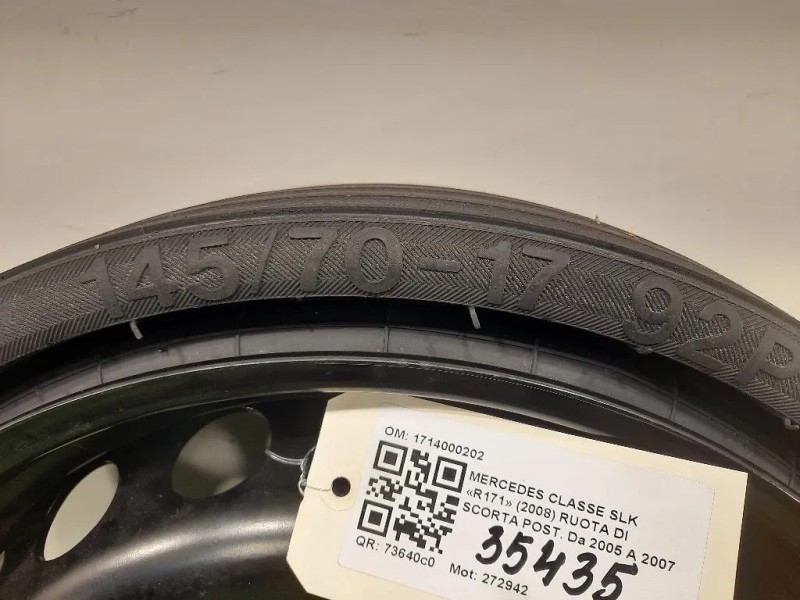 145/70-17 92P
OM: 1714000202
MERCEDES CLASSE SLK
«R171» (2008) RUOTA DI
SCORTA POST. Da 2005 A 2007
QR: 73640c0 Mot: 272942
35435